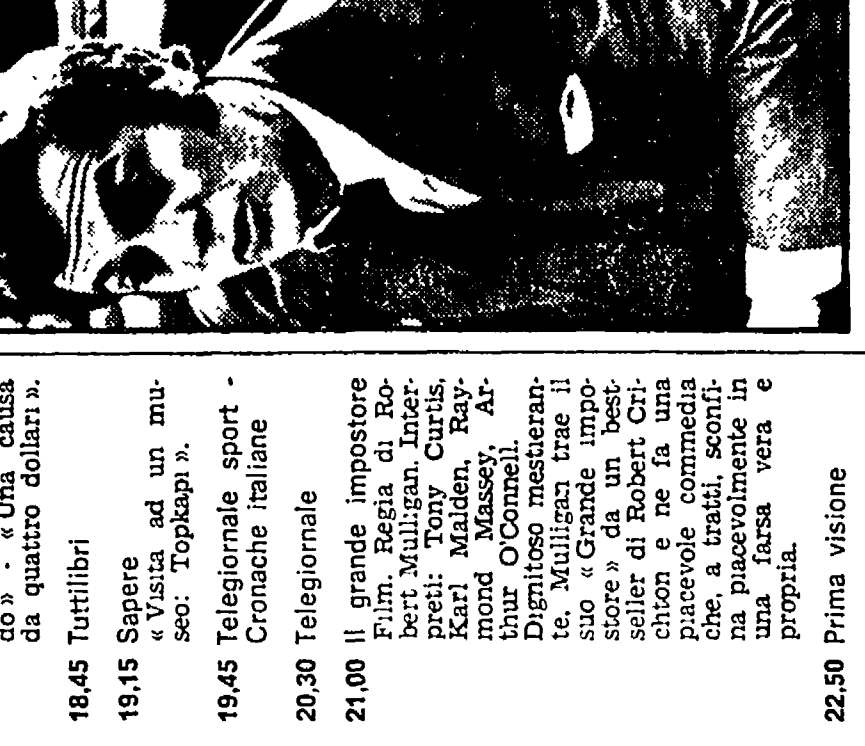 do » - « Una causa
da quattro dollari ».
18,45 Tuttilibri
19,15 Sapere
« Visita ad un mu-
seo: Topkapi ».
19,45 Telegiornale sport -
Cronache italiane
20,30 Telegiornale
21,00 Il grande impostore
Film. Regia di Ro-
bert Mulligan. Inter-
preti: Tony Curtis,
Karl Malden, Ray-
mond Massey, Ar-
thur O'Connell.
Dignitoso mestieran-
te, Mulligan trae il
suo « Grande impo-
store » da un best-
seller di Robert Cri-
chton e ne fa una
piacevole commedia
che, a tratti, sconfi-
na piacevolmente in
una farsa vera e
propria.
22,50 Prima visione